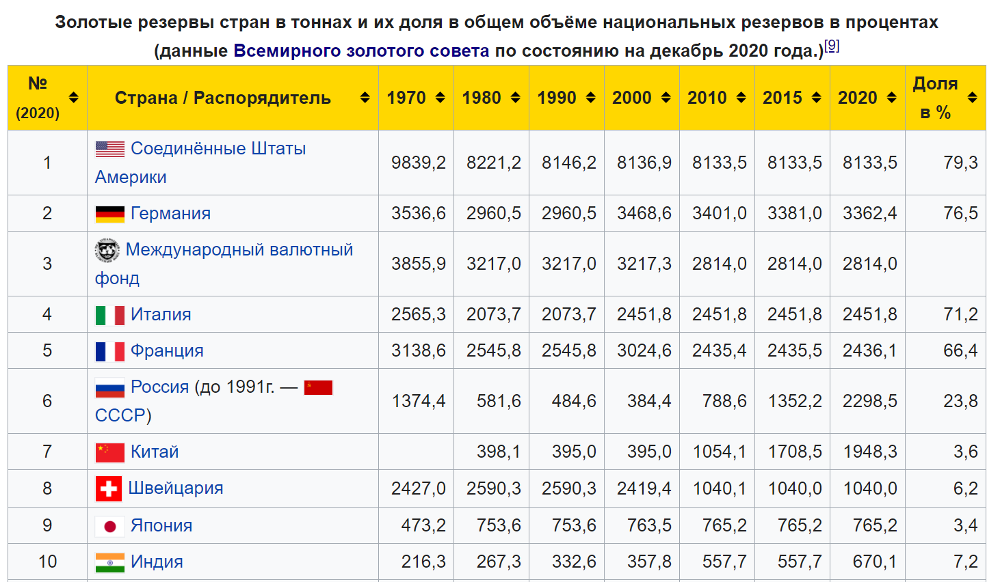 Золотые резервы стран в тоннах и их доля в общем объёме национальных резервов в процентах
(данные Всемирного золотого совета по состоянию на декабрь 2020 года.)[9]
№ (2020) Страна / Распорядитель 1970 1980 1990 2000 2010 2015 2020 Доля в %
1 Соединённые Штаты Америки 9839,2 8221,2 8146,2 8136,9 8133,5 8133,5 8133,5 79,3
2 Германия 3536,6 2960,5 2960,5 3468,6 3401,0 3381,0 3362,4 76,5
3 Международный валютный фонд 3855,9 3217,0 3217,0 3217,3 2814,0 2814,0 2814,0
4 Италия 2565,3 2073,7 2073,7 2451,8 2451,8 2451,8 2451,8 71,2
5 Франция 3138,6 2545,8 2545,8 3024,6 2435,4 2435,5 2436,1 66,4
6 Россия (до 1991г. — СССР) 1374,4 581,6 484,6 384,4 788,6 1352,2 2298,5 23,8
7 Китай 398,1 395,0 395,0 1054,1 1708,5 1948,3 3,6
8 Швейцария 2427,0 2590,3 2590,3 2419,4 1040,1 1040,0 1040,0 6,2
9 Япония 473,2 753,6 753,6 763,5 765,2 765,2 765,2 3,4
10 Индия 216,3 267,3 332,6 357,8 557,7 557,7 670,1 7,2